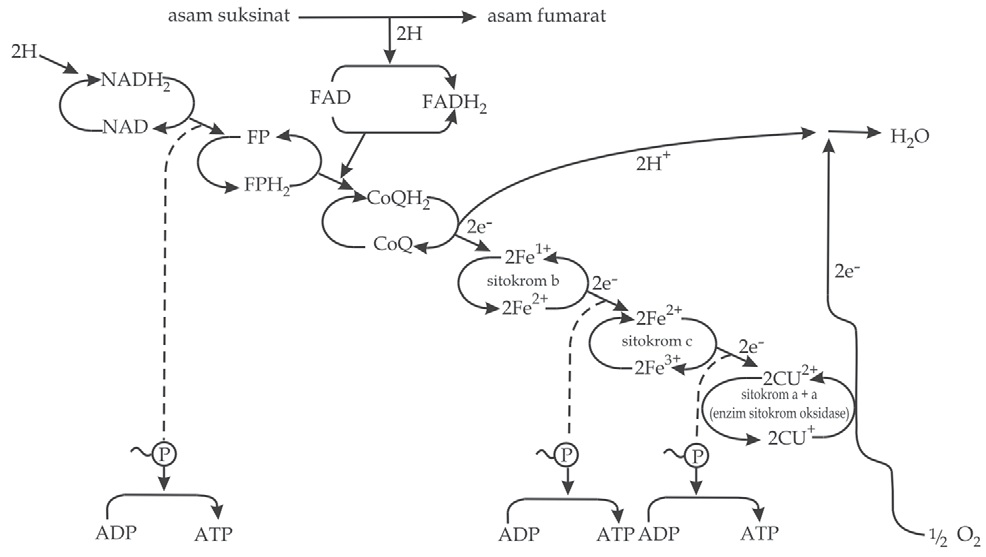 asam suksinat asam fumarat
2H
2H
NADH₂
NAD
FAD FADH₂
FP
FPH₂
H₂O
2H⁺
CoQH₂
CoQ
2e⁻
2Fe¹⁺
sitokrom b
2Fe²⁺
2e⁻
2e⁻
2Fe²⁺
sitokrom c
2Fe³⁺
2e⁻
2CU²⁺
sitokrom a + a
(enzim sitokrom oksidase)
2CU⁺
P P P
ADP ATP ADP ATP ADP ATP
½ O₂